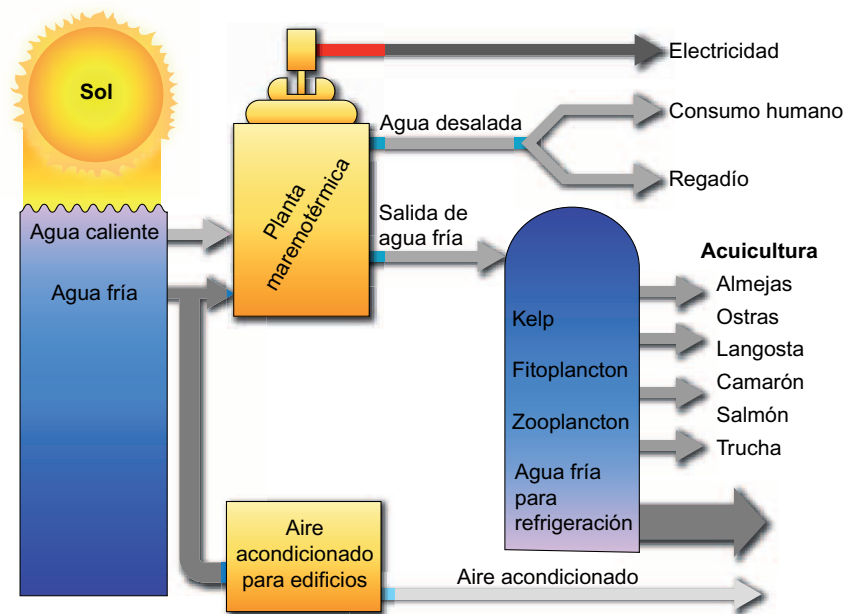 Sol
Agua caliente
Agua fría
Planta
maremotérmica
Electricidad
Agua desalada
Consumo humano
Regadío
Salida de
agua fría
Kelp
Fitoplancton
Zooplancton
Agua fría
para
refrigeración
Acuicultura
Almejas
Ostras
Langosta
Camarón
Salmón
Trucha
Aire
acondicionado
para edificios
Aire acondicionado